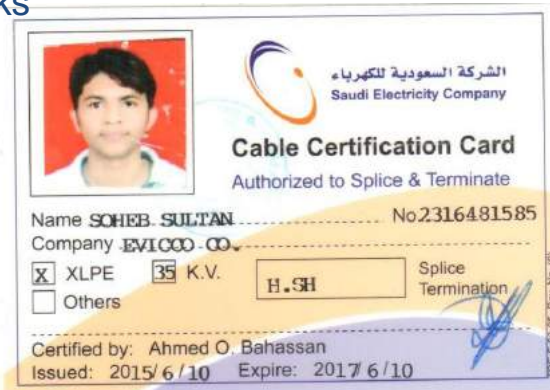 ks
الشركة السعودية للكهرباء
Saudi Electricity Company
Cable Certification Card
Authorized to Splice & Terminate
Name SOHEB SULTAN No 2316481585
Company EVICOO CO.
X XLPE 35 K.V. H.SH Splice Termination
Others
Certified by: Ahmed O. Bahassan
Issued: 2015/6/10 Expire: 2017 6/10